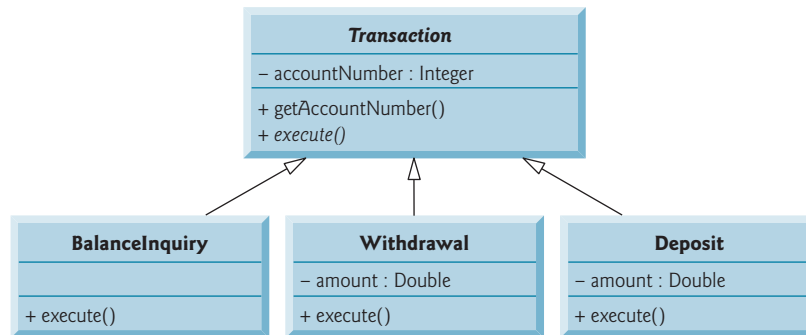 Transaction
– accountNumber : Integer
+ getAccountNumber()
+ execute()
BalanceInquiry
+ execute()
Withdrawal
– amount : Double
+ execute()
Deposit
– amount : Double
+ execute()